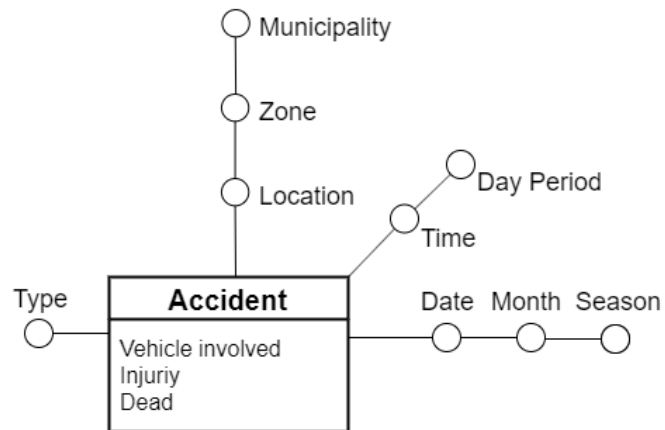 Municipality
Zone
Location
Day Period
Time
Type
Accident
Date Month Season
Vehicle involved
Injuriy
Dead